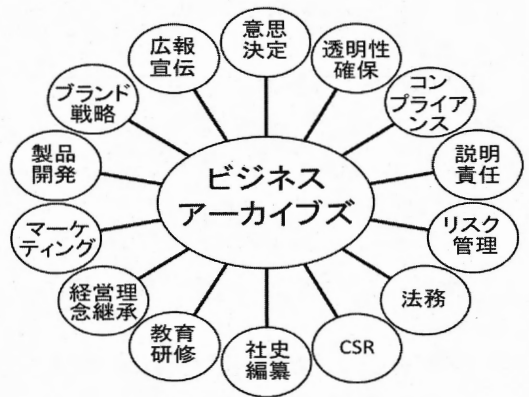 意思
決定
透明性
確保
コン
プライア
ンス
説明
責任
リスク
管理
法務
CSR
社史
編纂
教育
研修
経営理
念継承
マーケ
ティング
製品
開発
ブランド
戦略
広報
宣伝
ビジネス
アーカイブズ